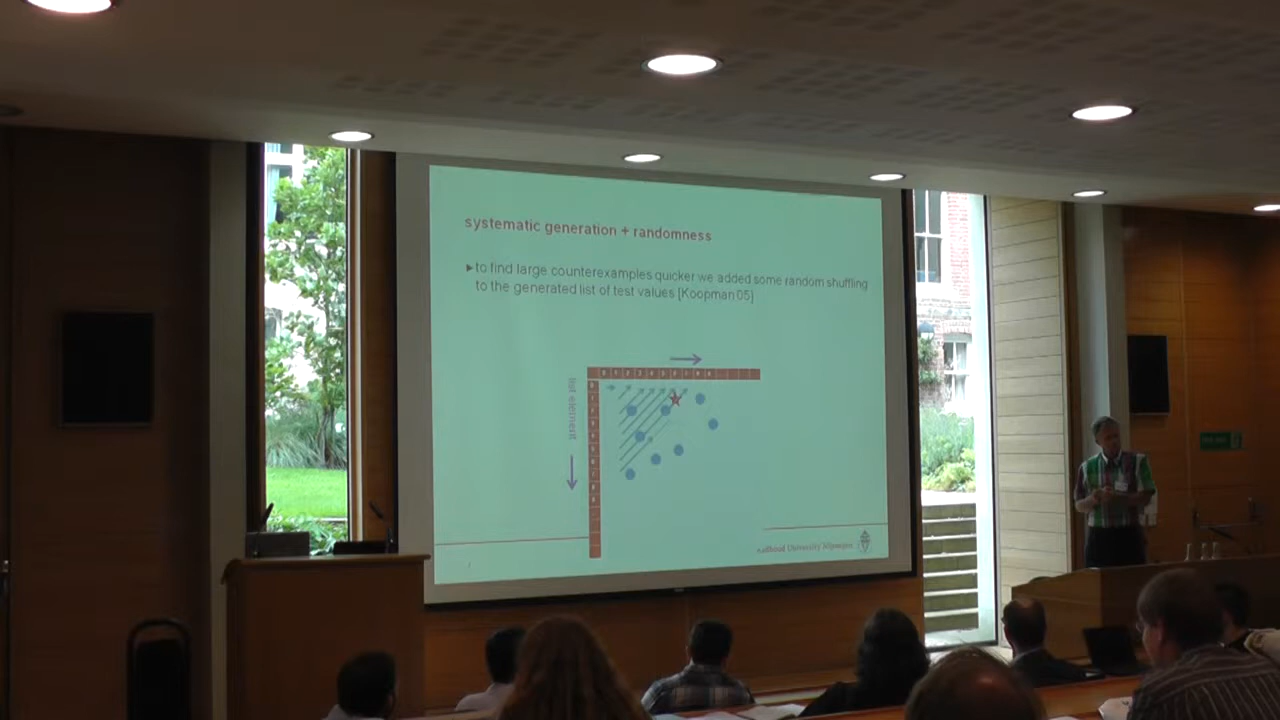 systematic generation + randomness
►to find large counterexamples quicker we added some random shuffling
to the generated list of test values [Koopman 05]
list element
Radboud University Nijmegen